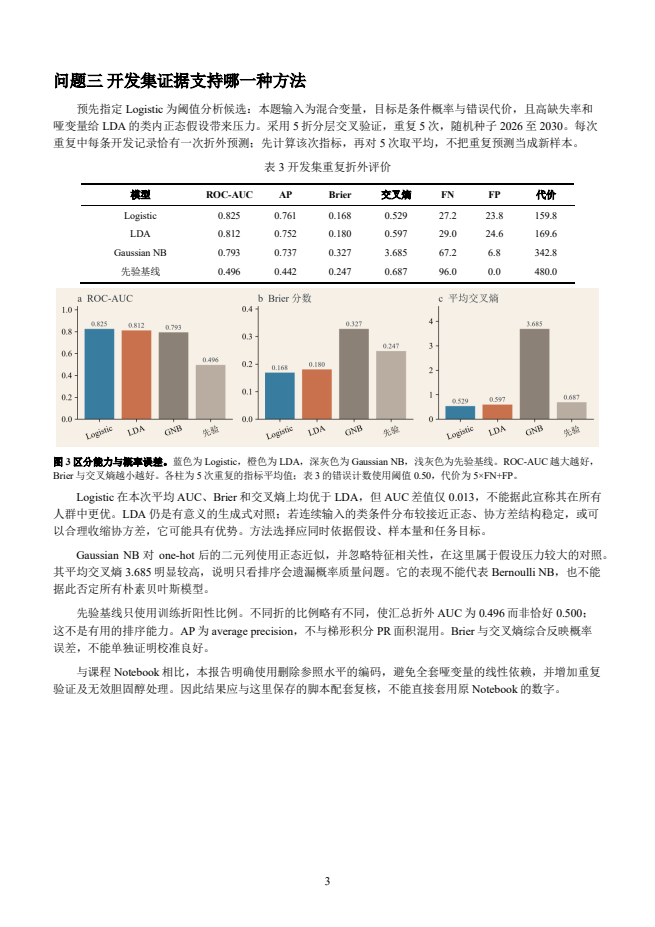 问题三 开发集证据支持哪一种方法
预先指定 Logistic 为阈值分析候选：本题输入为混合变量，目标是条件概率与错误代价，且高缺失率和
哑变量给 LDA 的类内正态假设带来压力。采用 5 折分层交叉验证，重复 5 次，随机种子 2026 至 2030。每次
重复中每条开发记录恰有一次折外预测；先计算该次指标，再对 5 次取平均，不把重复预测当成新样本。
表 3 开发集重复折外评价
模型 ROC-AUC AP Brier 交叉熵 FN FP 代价
Logistic 0.825 0.761 0.168 0.529 27.2 23.8 159.8
LDA 0.812 0.752 0.180 0.597 29.0 24.6 169.6
Gaussian NB 0.793 0.737 0.327 3.685 67.2 6.8 342.8
先验基线 0.496 0.442 0.247 0.687 96.0 0.0 480.0
a ROC-AUC
1.0
0.8
0.6
0.4
0.2
0.0
0.825 0.812 0.793 0.496
Logistic LDA GNB 先验
b Brier 分数
0.4
0.3
0.2
0.1
0.0
0.168 0.180 0.327 0.247
Logistic LDA GNB 先验
c 平均交叉熵
4
3
2
1
0
0.529 0.597 3.685 0.687
Logistic LDA GNB 先验
图 3 区分能力与概率误差。蓝色为 Logistic，橙色为 LDA，深灰色为 Gaussian NB，浅灰色为先验基线。ROC-AUC 越大越好，
Brier 与交叉熵越小越好。各柱为 5 次重复的指标平均值；表 3 的错误计数使用阈值 0.50，代价为 5×FN+FP。
Logistic 在本次平均 AUC、Brier 和交叉熵上均优于 LDA，但 AUC 差值仅 0.013，不能据此宣称其在所有
人群中更优。LDA 仍是有意义的生成式对照；若连续输入的类条件分布较接近正态、协方差结构稳定，或可
以合理收缩协方差，它可能具有优势。方法选择应同时依据假设、样本量和任务目标。
Gaussian NB 对 one-hot 后的二元列使用正态近似，并忽略特征相关性，在这里属于假设压力较大的对照。
其平均交叉熵 3.685 明显较高，说明只看排序会遗漏概率质量问题。它的表现不能代表 Bernoulli NB，也不能
据此否定所有朴素贝叶斯模型。
先验基线只使用训练折阳性比例。不同折的比例略有不同，使汇总折外 AUC 为 0.496 而非恰好 0.500；
这不是有用的排序能力。AP 为 average precision，不与梯形积分 PR 面积混用。Brier 与交叉熵综合反映概率
误差，不能单独证明校准良好。
与课程 Notebook 相比，本报告明确使用删除参照水平的编码，避免全套哑变量的线性依赖，并增加重复
验证及无效胆固醇处理。因此结果应与这里保存的脚本配套复核，不能直接套用原 Notebook 的数字。
3